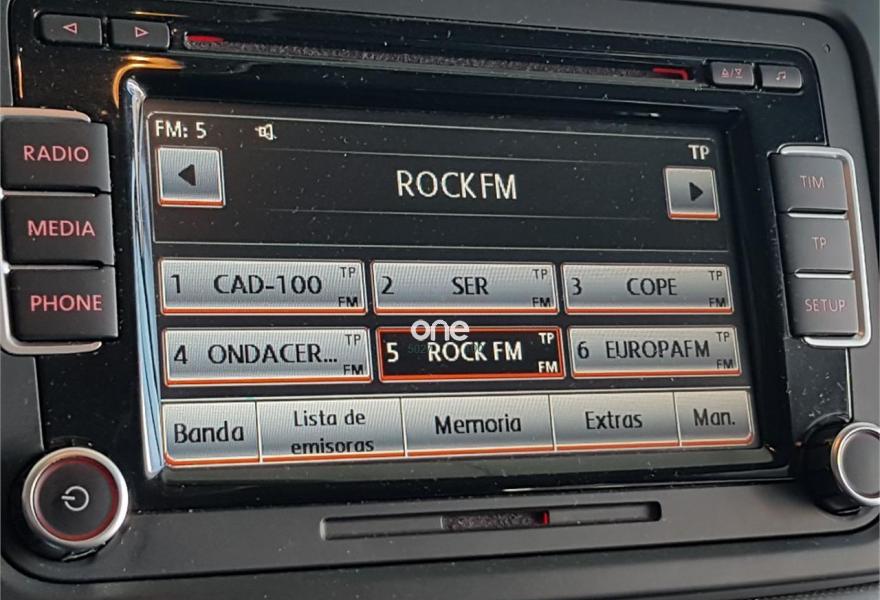 FM: 5
TP
ROCK FM
RADIO
MEDIA
PHONE
TIM
TP
SETUP
1 CAD-100 TP FM
2 SER TP FM
3 COPE TP FM
4 ONDACER... TP FM
5 ROCK FM TP FM
6 EUROPAFM TP FM
one
Banda
Lista de
emisoras
Memoria
Extras
Man.